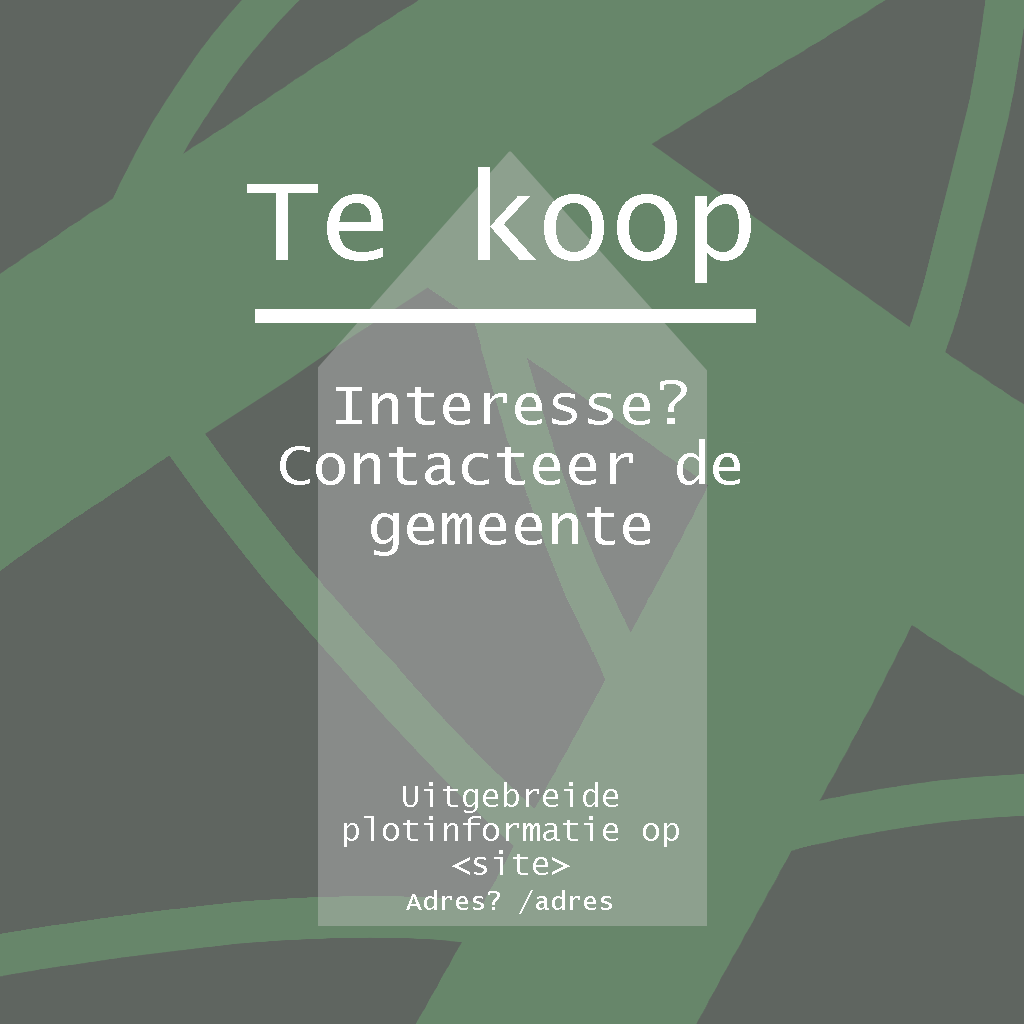 Te koop
Interesse?
Contacteer de
gemeente
Uitgebreide
plotinformatie op
<site>
Adres? /adres